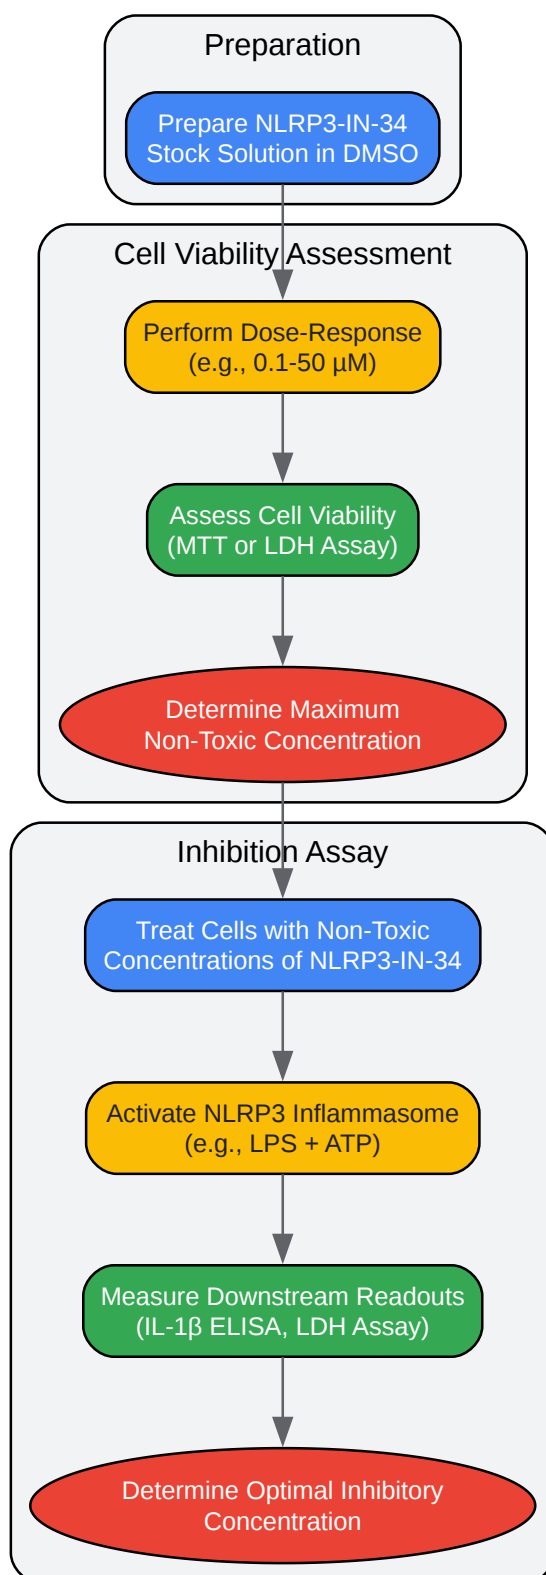 Preparation
Prepare NLRP3-IN-34
Stock Solution in DMSO
Cell Viability Assessment
Perform Dose-Response
(e.g., 0.1-50 µM)
Assess Cell Viability
(MTT or LDH Assay)
Determine Maximum
Non-Toxic Concentration
Inhibition Assay
Treat Cells with Non-Toxic
Concentrations of NLRP3-IN-34
Activate NLRP3 Inflammasome
(e.g., LPS + ATP)
Measure Downstream Readouts
(IL-1β ELISA, LDH Assay)
Determine Optimal Inhibitory
Concentration